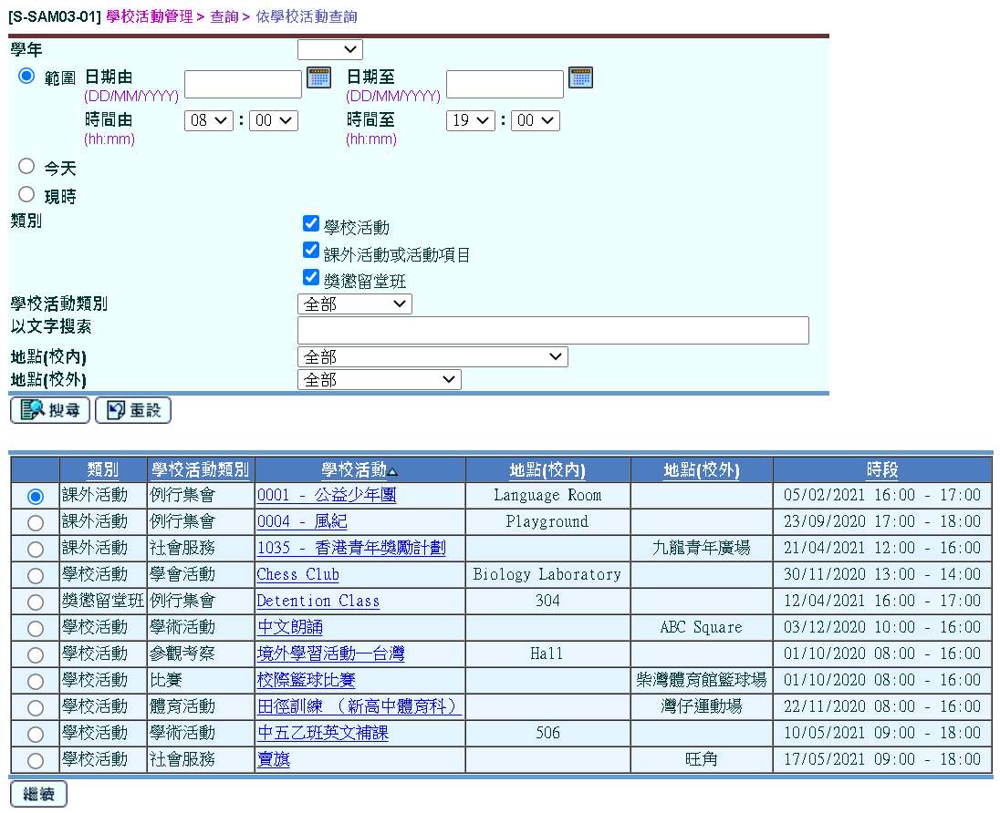 [S-SAM03-01] 學校活動管理 > 查詢 > 依學校活動查詢
學年
範圍 日期由 日期至
(DD/MM/YYYY) (DD/MM/YYYY)
時間由 08 : 00 時間至 19 : 00
(hh:mm) (hh:mm)
今天
現時
類別 學校活動
課外活動或活動項目
獎懲留堂班
學校活動類別 全部
以文字搜索
地點(校內) 全部
地點(校外) 全部
搜尋 重設
類別 學校活動類別 學校活動 地點(校內) 地點(校外) 時段
課外活動 例行集會 0001 - 公益少年團 Language Room 05/02/2021 16:00 - 17:00
課外活動 例行集會 0004 - 風紀 Playground 23/09/2020 17:00 - 18:00
課外活動 社會服務 1035 - 香港青年獎勵計劃 九龍青年廣場 21/04/2021 12:00 - 16:00
學校活動 學會活動 Chess Club Biology Laboratory 30/11/2020 13:00 - 14:00
獎懲留堂班 例行集會 Detention Class 304 12/04/2021 16:00 - 17:00
學校活動 學術活動 中文朗誦 ABC Square 03/12/2020 10:00 - 16:00
學校活動 參觀考察 境外學習活動—台灣 Hall 01/10/2020 08:00 - 16:00
學校活動 比賽 校際籃球比賽 柴灣體育館籃球場 01/10/2020 08:00 - 16:00
學校活動 體育活動 田徑訓練 （新高中體育科） 灣仔運動場 22/11/2020 08:00 - 16:00
學校活動 學術活動 中五乙班英文補課 506 10/05/2021 09:00 - 18:00
學校活動 社會服務 賣旗 旺角 17/05/2021 09:00 - 18:00
繼續